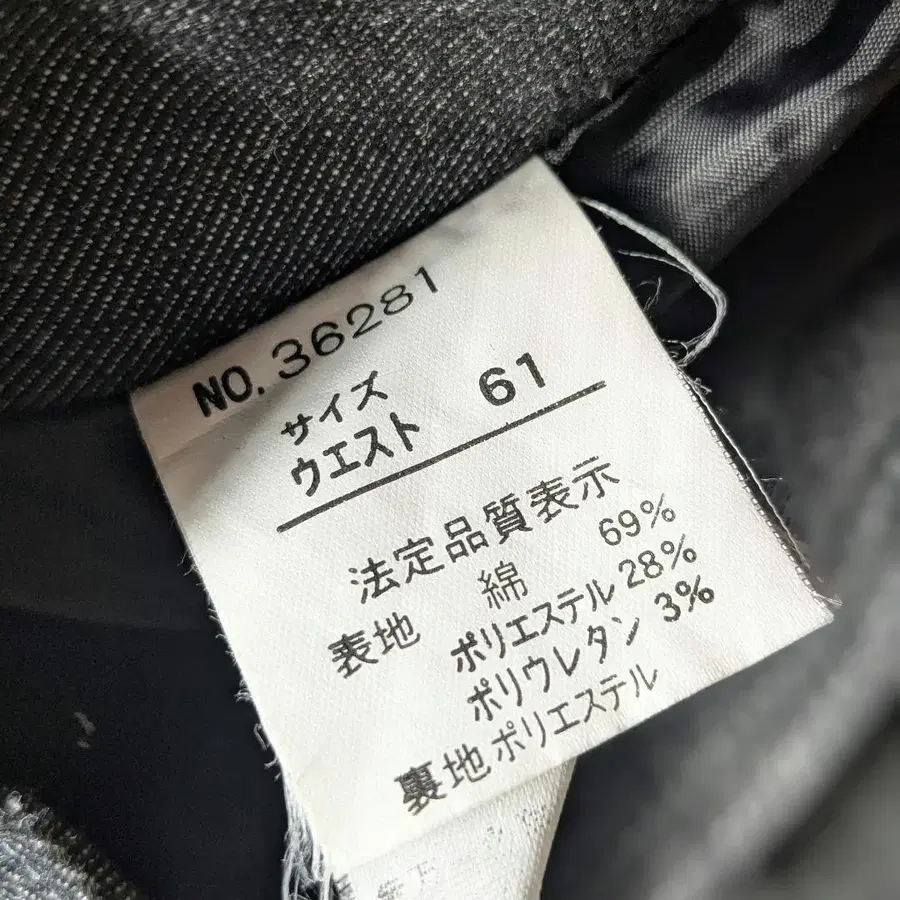 NO. 36281
サイズ
ウエスト 61
法定品質表示
表地 綿 69%
ポリエステル 28%
ポリウレタン 3%
裏地 ポリエステル